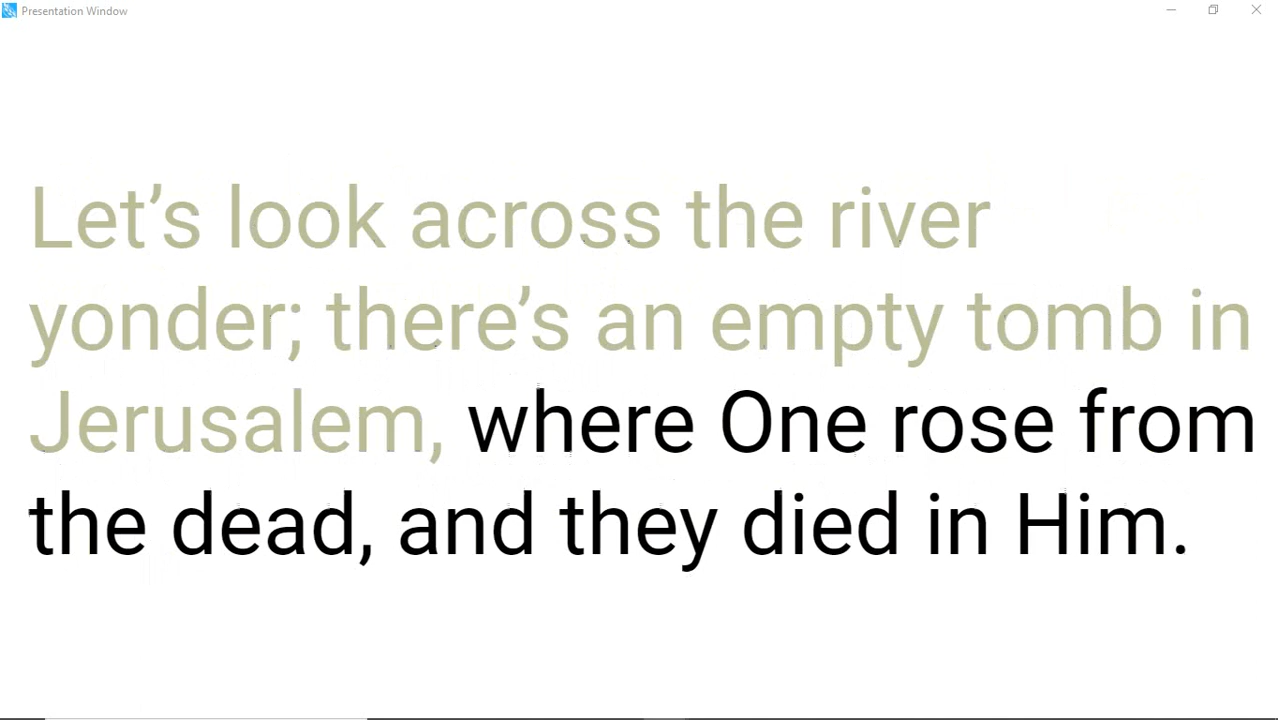 Presentation Window
Let’s look across the river
yonder; there’s an empty tomb in
Jerusalem, where One rose from
the dead, and they died in Him.